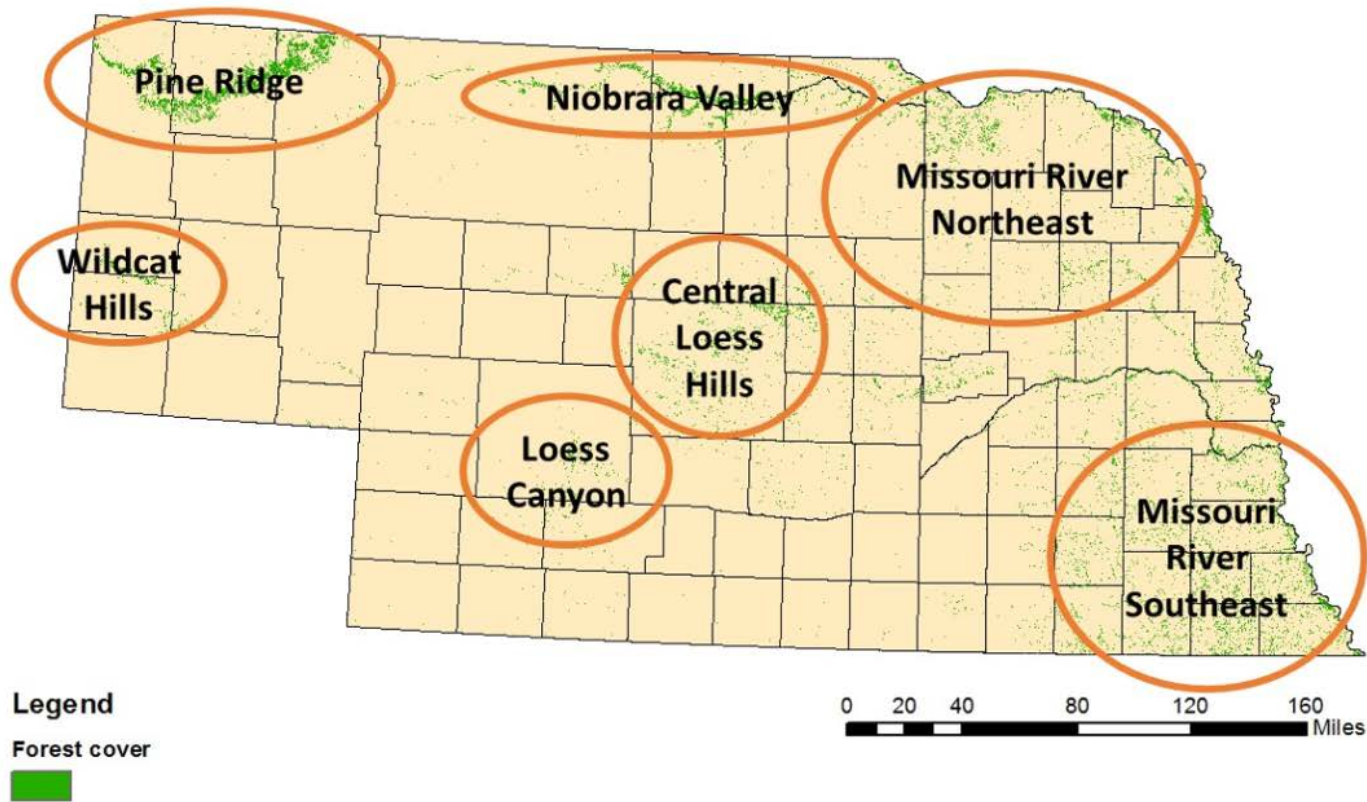 Pine Ridge
Niobrara Valley
Missouri River
Northeast
Wildcat
Hills
Central
Loess
Hills
Loess
Canyon
Missouri
River
Southeast
Legend
Forest cover
0 20 40 80 120 160
Miles